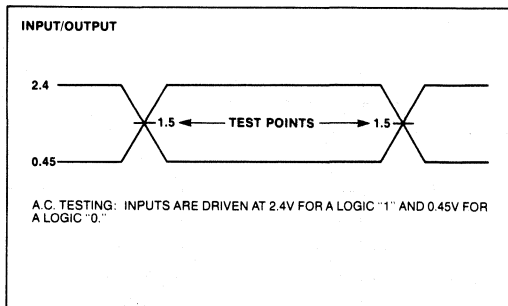 INPUT/OUTPUT
2.4
1.5 TEST POINTS 1.5
0.45
A.C. TESTING: INPUTS ARE DRIVEN AT 2.4V FOR A LOGIC "1" AND 0.45V FOR
A LOGIC "0."